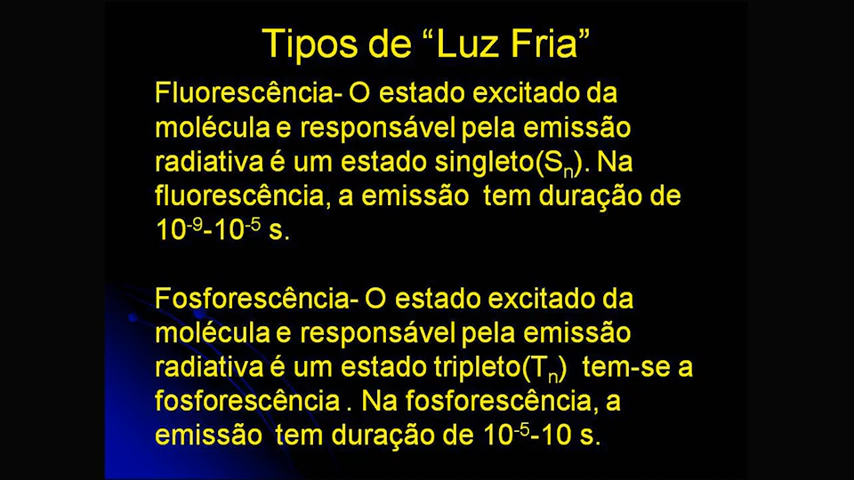 Tipos de “Luz Fria”
Fluorescência- O estado excitado da
molécula e responsável pela emissão
radiativa é um estado singleto(Sn). Na
fluorescência, a emissão tem duração de
10-9-10-5 s.
Fosforescência- O estado excitado da
molécula e responsável pela emissão
radiativa é um estado tripleto(Tn) tem-se a
fosforescência . Na fosforescência, a
emissão tem duração de 10-5-10 s.